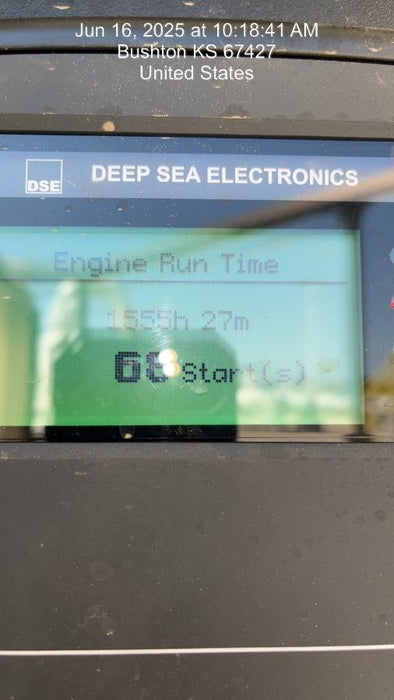 Jun 16, 2025 at 10:18:41 AM
Bushton KS 67427
United States
DSE
DEEP SEA ELECTRONICS
Engine Run Time
1555h 27m
Start(s)